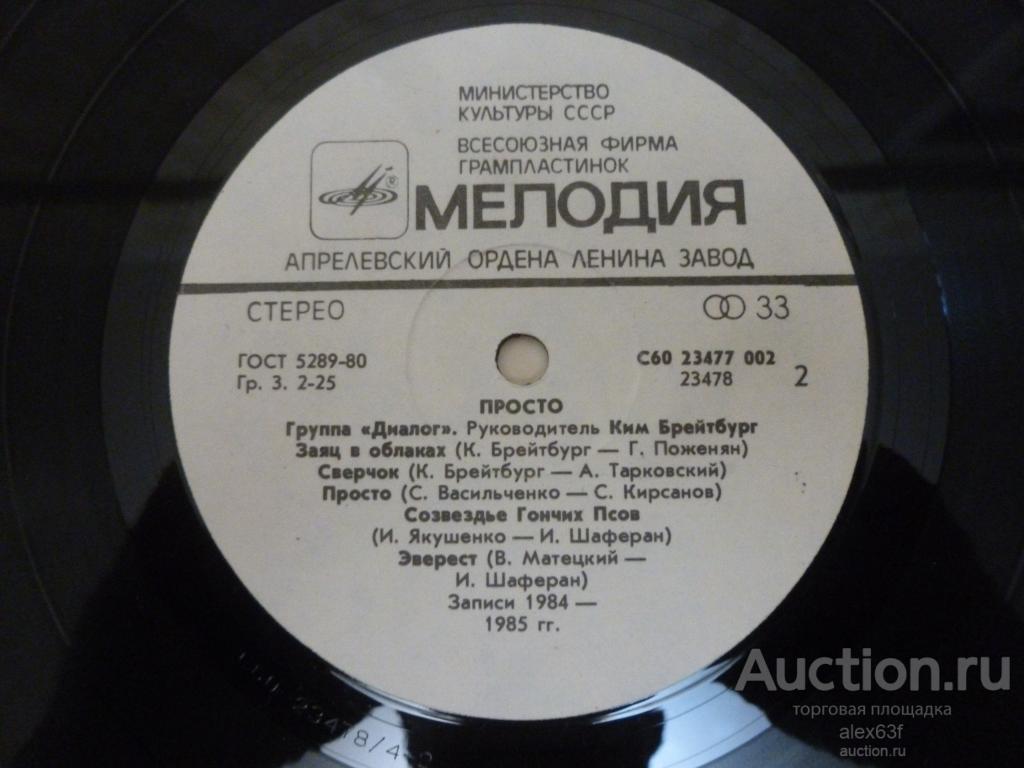 МИНИСТЕРСТВО
КУЛЬТУРЫ СССР
ВСЕСОЮЗНАЯ ФИРМА
ГРАМПЛАСТИНОК
МЕЛОДИЯ
АПРЕЛЕВСКИЙ ОРДЕНА ЛЕНИНА ЗАВОД
СТЕРЕО
33
ГОСТ 5289-80
Гр. 3. 2-25
С60 23477 002
23478
2
ПРОСТО
Группа «Диалог». Руководитель Ким Брейтбург
Заяц в облаках (К. Брейтбург — Г. Поженян)
Сверчок (К. Брейтбург — А. Тарковский)
Просто (С. Васильченко — С. Кирсанов)
Созвездье Гончих Псов
(И. Якушенко — И. Шаферан)
Эверест (В. Матецкий —
И. Шаферан)
Записи 1984 —
1985 гг.
Auction.ru
торговая площадка
alex63f
auction.ru